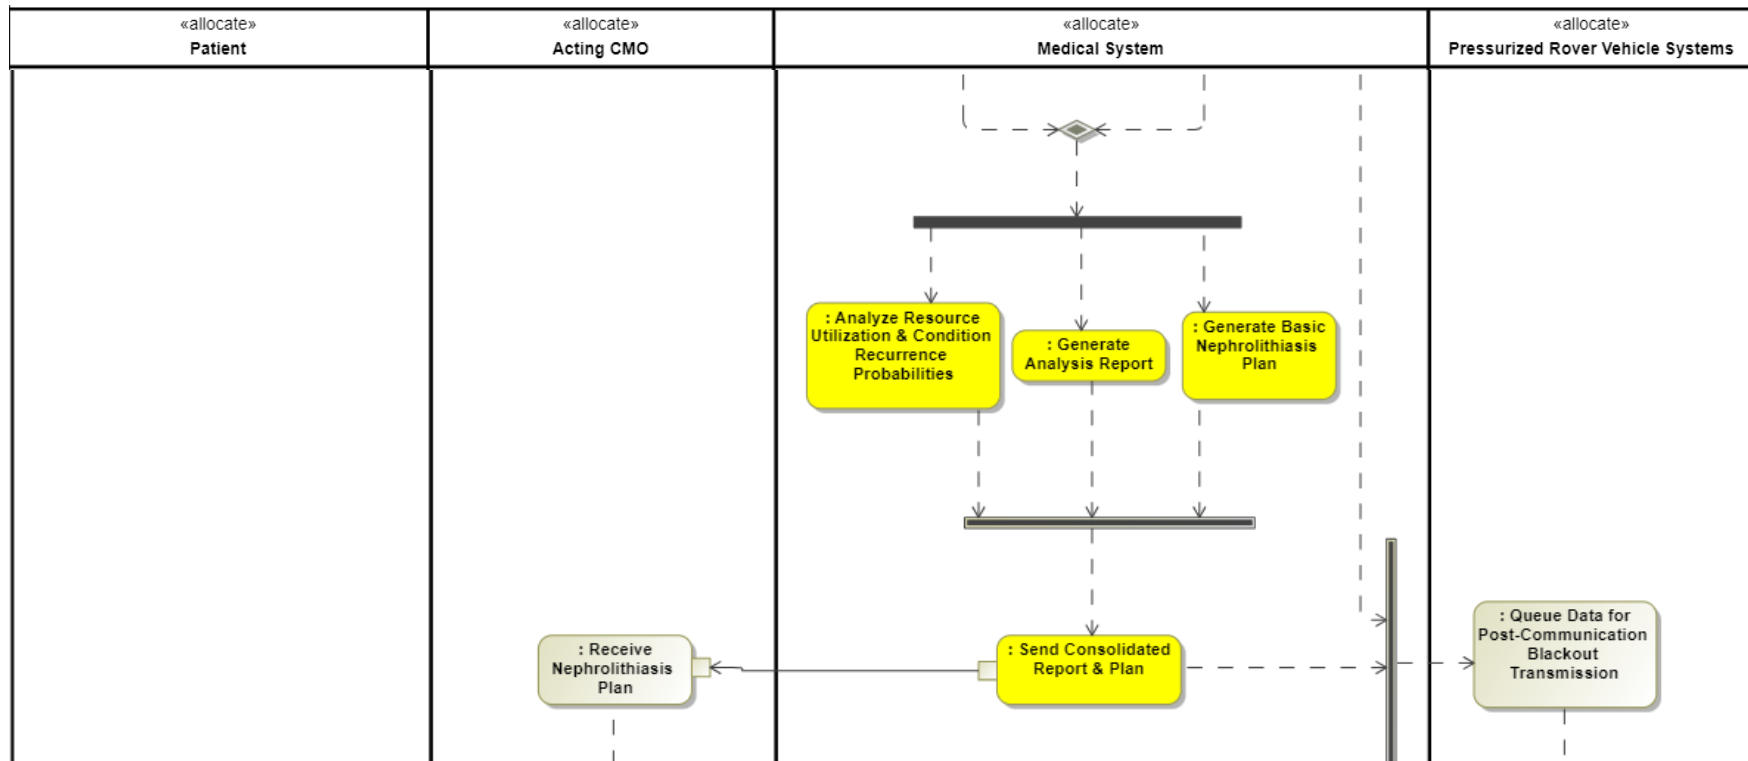 «allocate»
Patient
«allocate»
Acting CMO
«allocate»
Medical System
«allocate»
Pressurized Rover Vehicle Systems
: Analyze Resource
Utilization & Condition
Recurrence
Probabilities
: Generate
Analysis Report
: Generate Basic
Nephrolithiasis
Plan
: Receive
Nephrolithiasis
Plan
: Send Consolidated
Report & Plan
: Queue Data for
Post-Communication
Blackout
Transmission